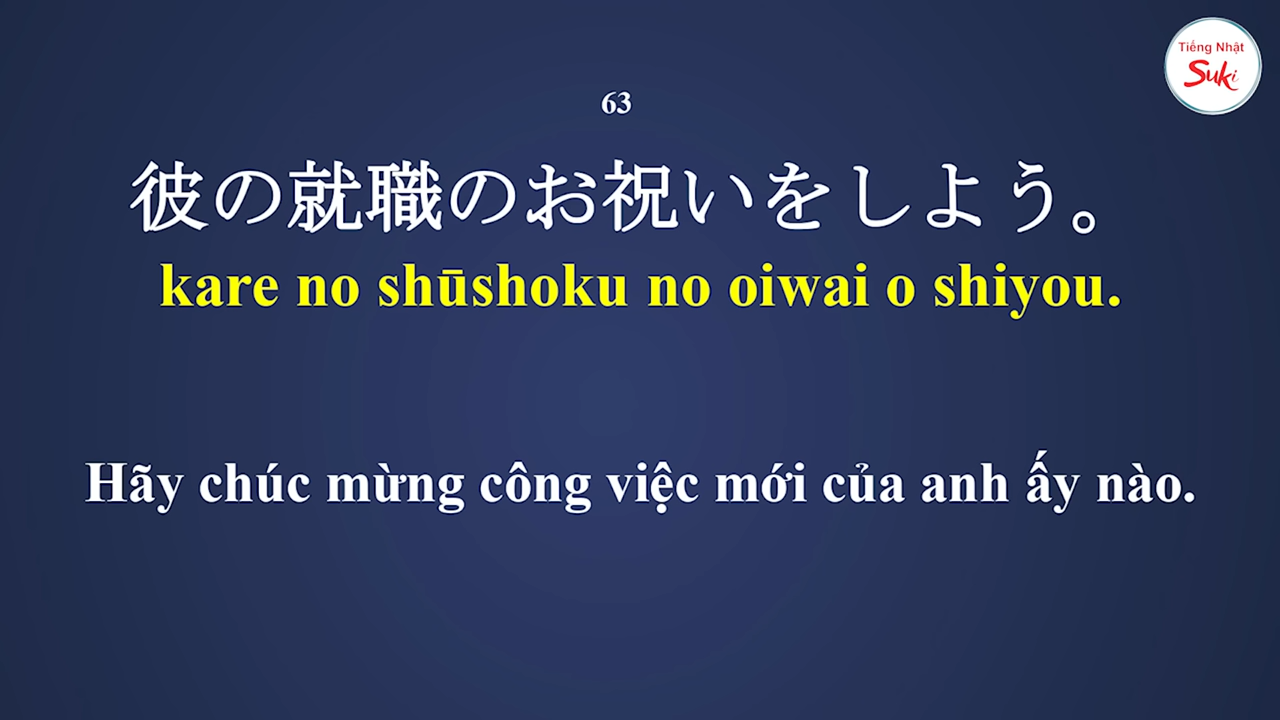 Tiếng Nhật
Suki
63
彼の就職のお祝いをしよう。
kare no shūshoku no oiwai o shiyou.
Hãy chúc mừng công việc mới của anh ấy nào.